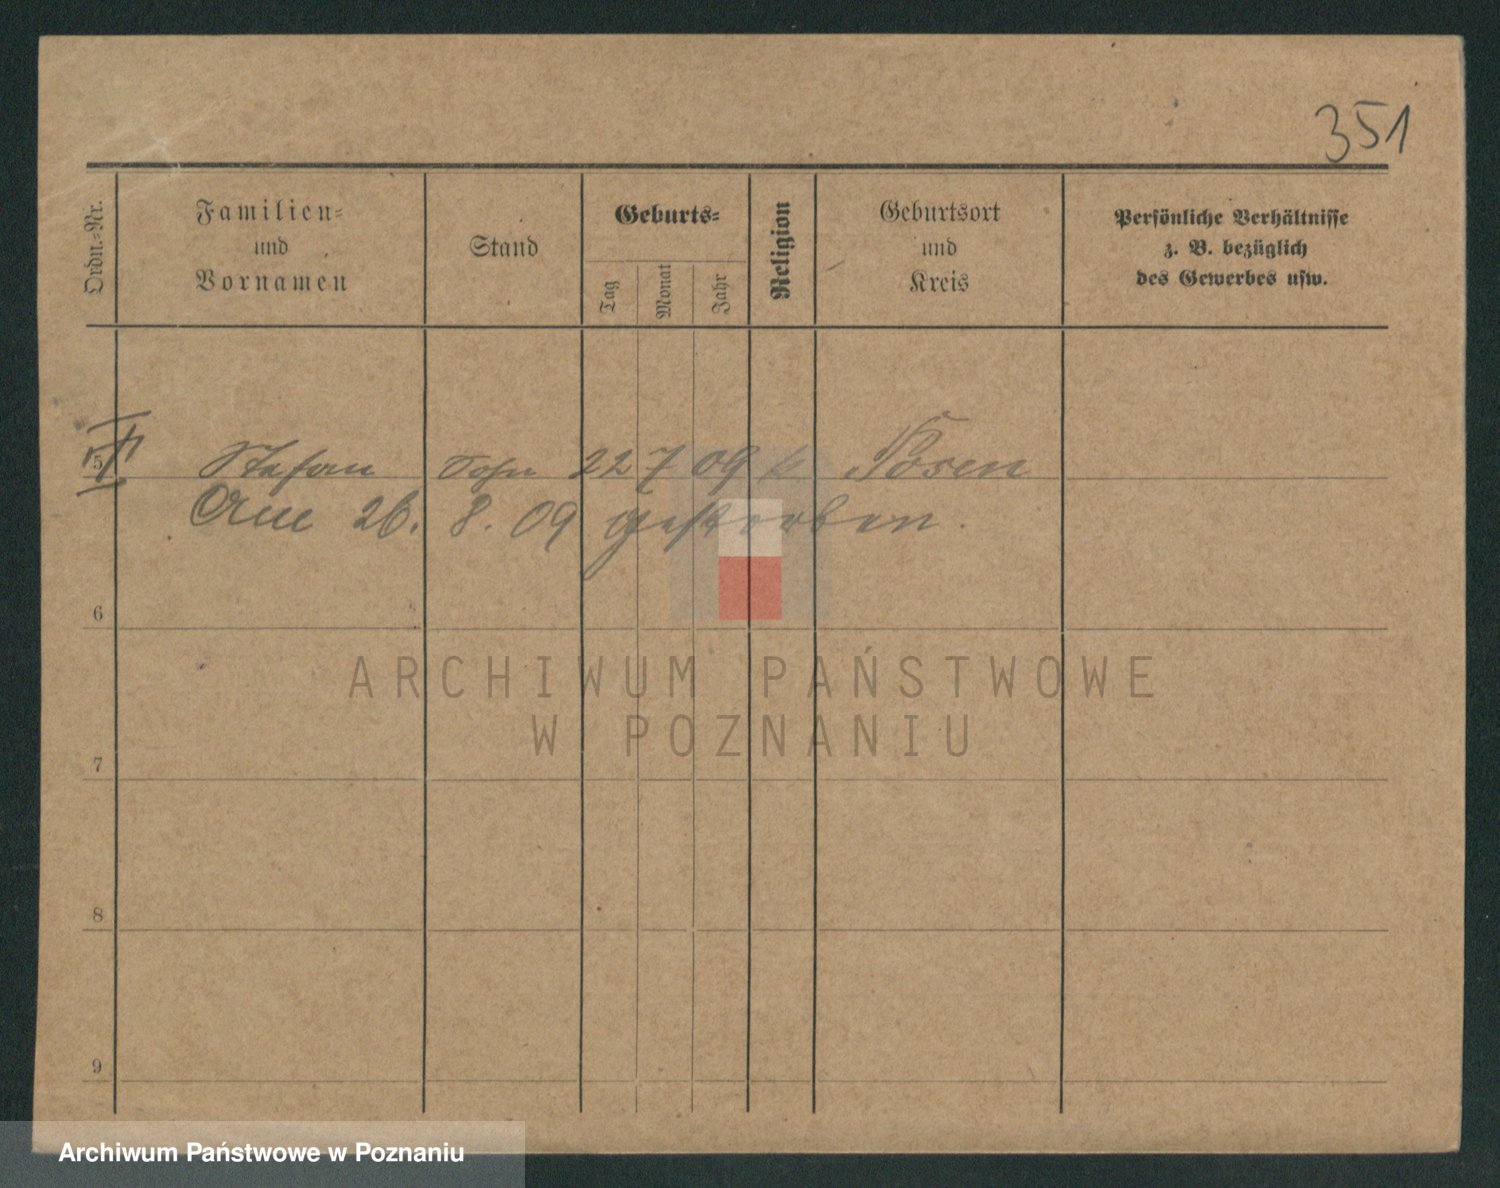 351
Ordn.-Nr.
Familien-
und
Vornamen
Stand
Geburts-
Tag
Monat
Jahr
Religion
Geburtsort
und
Kreis
Persönliche Verhältnisse
z. B. bezüglich
des Gewerbes usw.
5 Stefan Sohn 22 7 09 k Posen
Am 26. 8. 09 gestorben.
6
7
8
9
ARCHIWUM PAŃSTWOWE
W POZNANIU
Archiwum Państwowe w Poznaniu